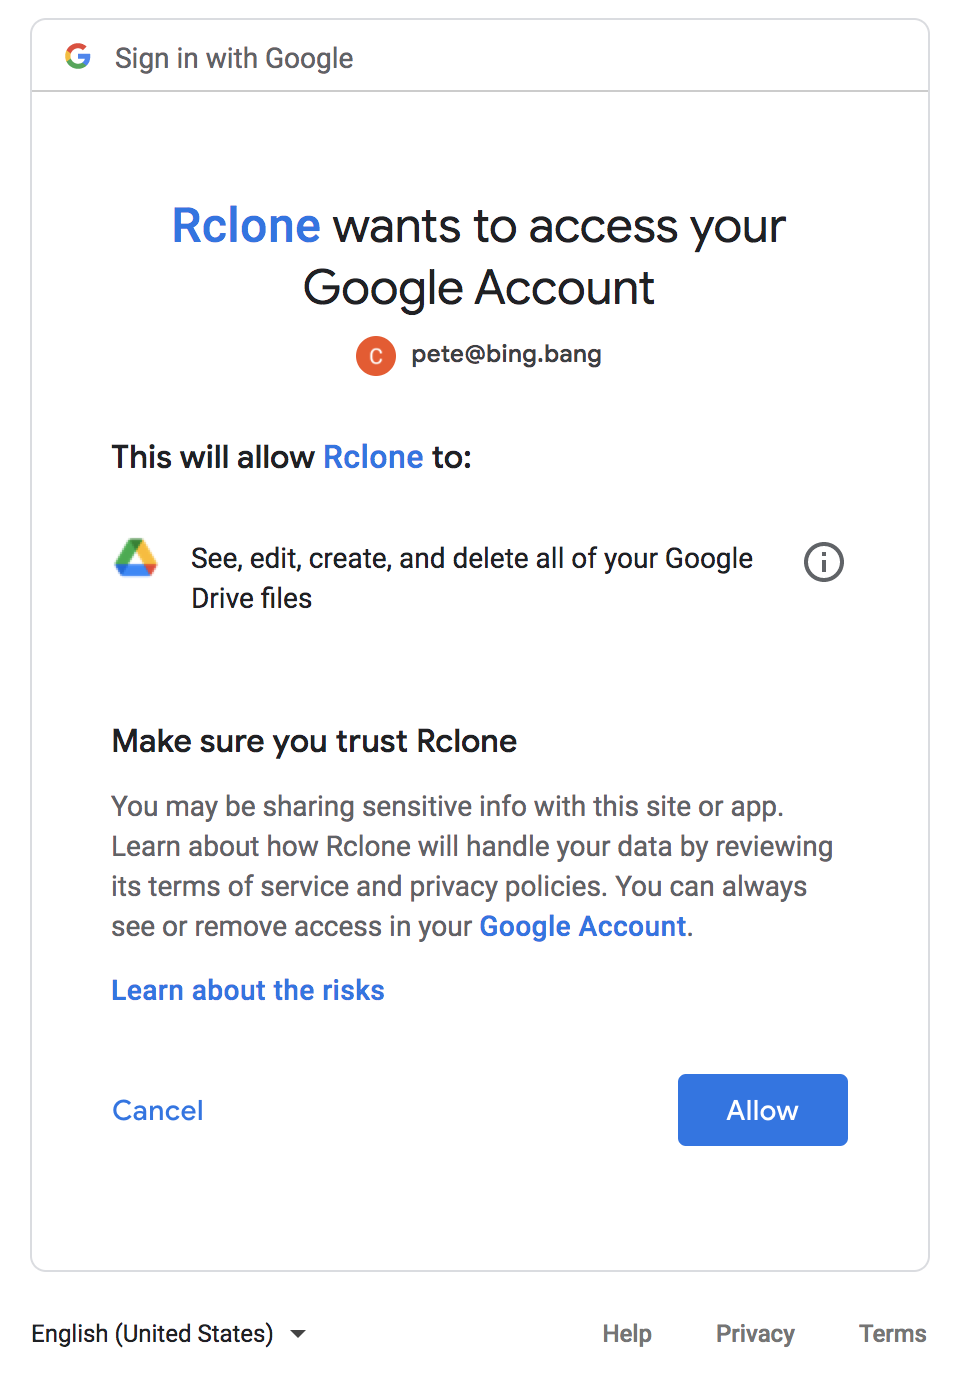 Sign in with Google
Rclone wants to access your
Google Account
C pete@bing.bang
This will allow Rclone to:
See, edit, create, and delete all of your Google
Drive files
Make sure you trust Rclone
You may be sharing sensitive info with this site or app.
Learn about how Rclone will handle your data by reviewing
its terms of service and privacy policies. You can always
see or remove access in your Google Account.
Learn about the risks
Cancel Allow
English (United States) Help Privacy Terms